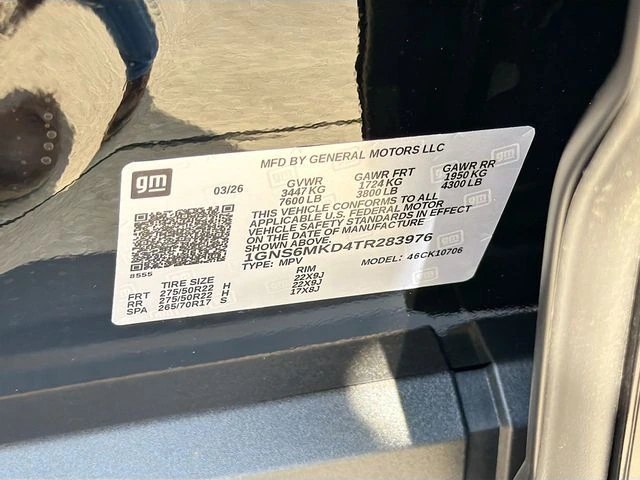 MFD BY GENERAL MOTORS LLC
gm
03/26
GVWR GAWR FRT GAWR RR
3447 KG 1724 KG 1950 KG
7600 LB 3800 LB 4300 LB
THIS VEHICLE CONFORMS TO ALL
APPLICABLE U.S. FEDERAL MOTOR
VEHICLE SAFETY STANDARDS IN EFFECT
ON THE DATE OF MANUFACTURE
SHOWN ABOVE.
1GNS6MKD4TR283976
TYPE: MPV MODEL: 46CK10706
8555
TIRE SIZE RIM
FRT 275/50R22 H 22X9J
RR 275/50R22 H 22X9J
SPA 265/70R17 S 17X8J